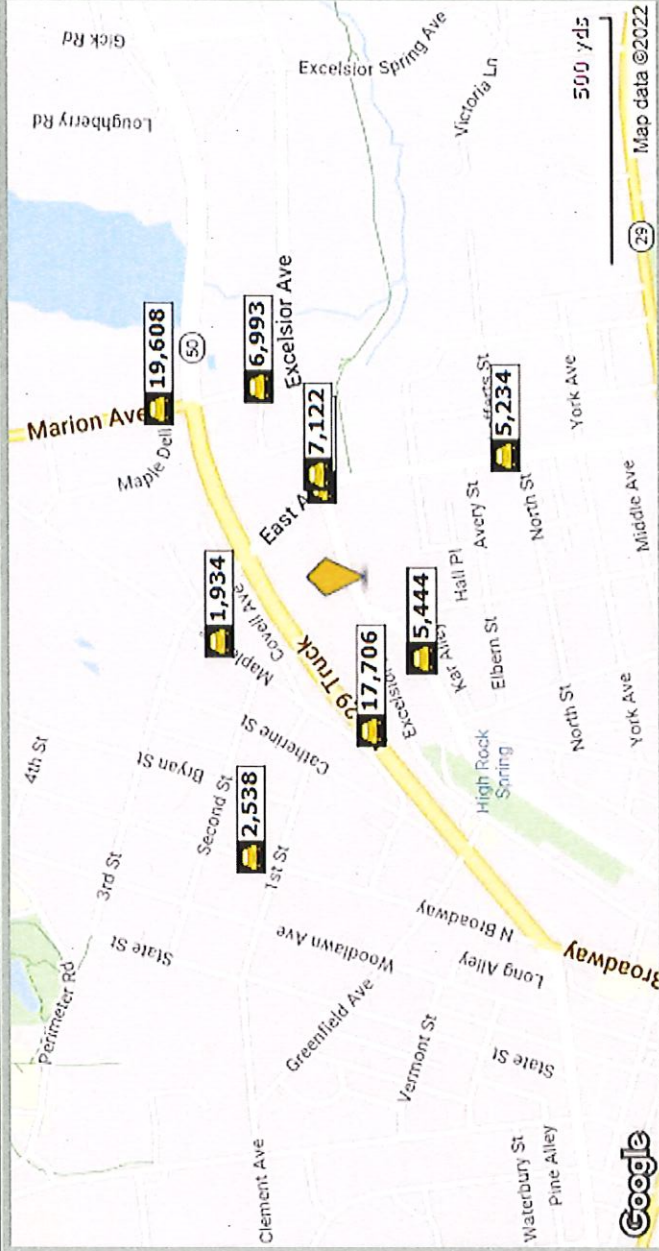 Gick Rd
Loughberry Rd
Excelsior Spring Ave
Victoria Ln
500 yds
Map data ©2022
29
19,608
50
6,993
Excelsior Ave
Marion Ave
Maple Dell
7,122
East A
5,234
York Ave
North St
Avery St
Middle Ave
1,934
Covell Ave
Maple
Hall Pl
5,444
Kar Alley
Elbern St
29 Truck
17,706
Excelsior
North St
York Ave
High Rock
Spring
Catherine St
Bryan St
4th St
Second St
2,538
1st St
3rd St
State St
Woodlawn Ave
N Broadway
Long Alley
Broadway
Perimeter Rd
Greenfield Ave
Vermont St
State St
Clement Ave
Waterbury St
Pine Alley
Google